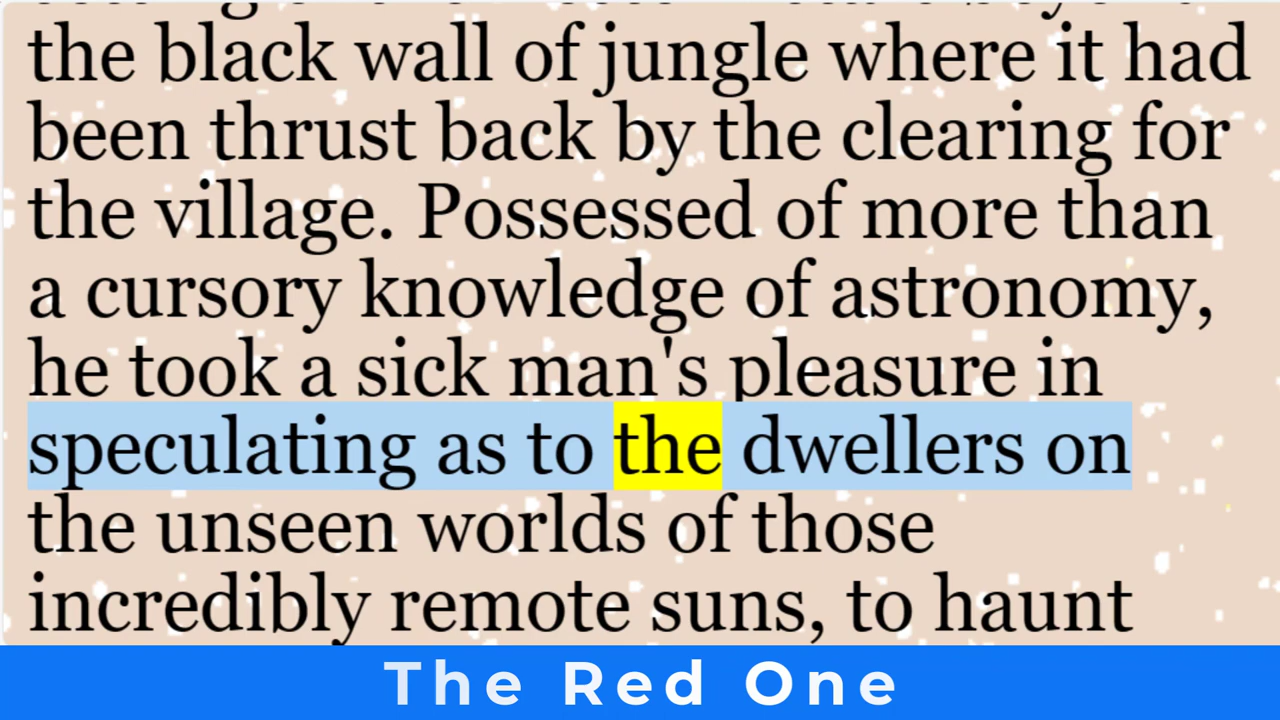 the black wall of jungle where it had
been thrust back by the clearing for
the village. Possessed of more than
a cursory knowledge of astronomy,
he took a sick man's pleasure in
speculating as to the dwellers on
the unseen worlds of those
incredibly remote suns, to haunt
The Red One